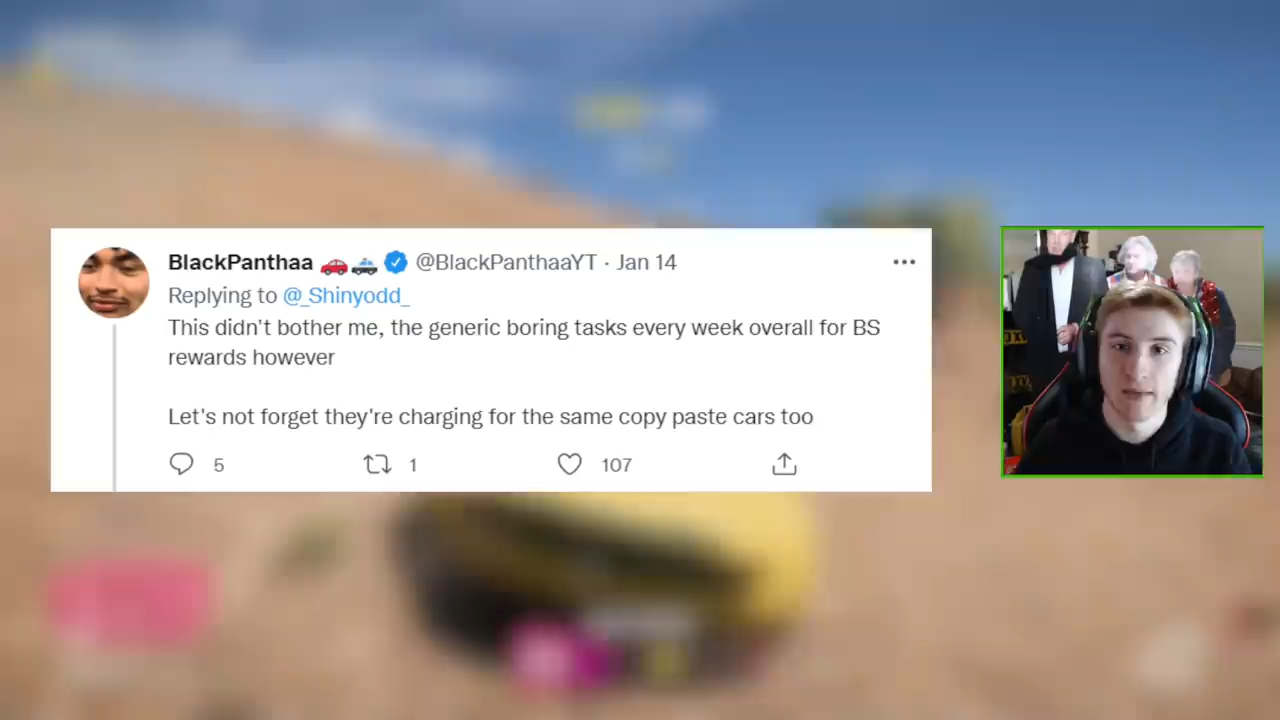 BlackPanthaa 🚗🚓 @BlackPanthaaYT · Jan 14
Replying to @_Shinyodd_
This didn't bother me, the generic boring tasks every week overall for BS
rewards however
Let's not forget they're charging for the same copy paste cars too
5 1 107